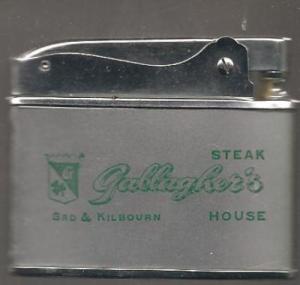 STEAK
Gallagher's
3RD & KILBOURN HOUSE